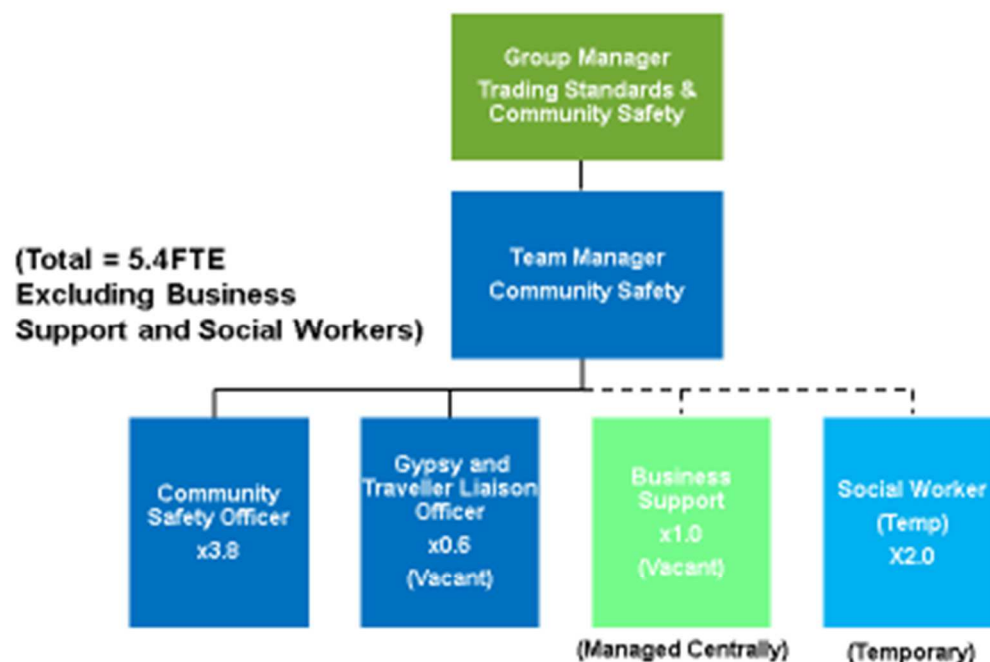 Group Manager
Trading Standards &
Community Safety
(Total = 5.4FTE
Excluding Business
Support and Social Workers)
Team Manager
Community Safety
Community
Safety Officer
x3.8
Gypsy and
Traveller Liaison
Officer
x0.6
(Vacant)
Business
Support
x1.0
(Vacant)
(Managed Centrally)
Social Worker
(Temp)
X2.0
(Temporary)